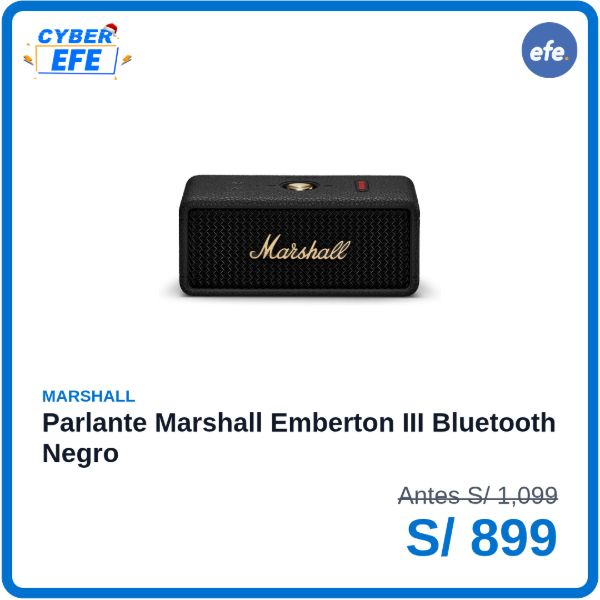 CYBER
EFE
efe.
Marshall
MARSHALL
Parlante Marshall Emberton III Bluetooth
Negro
Antes S/ 1,099
S/ 899